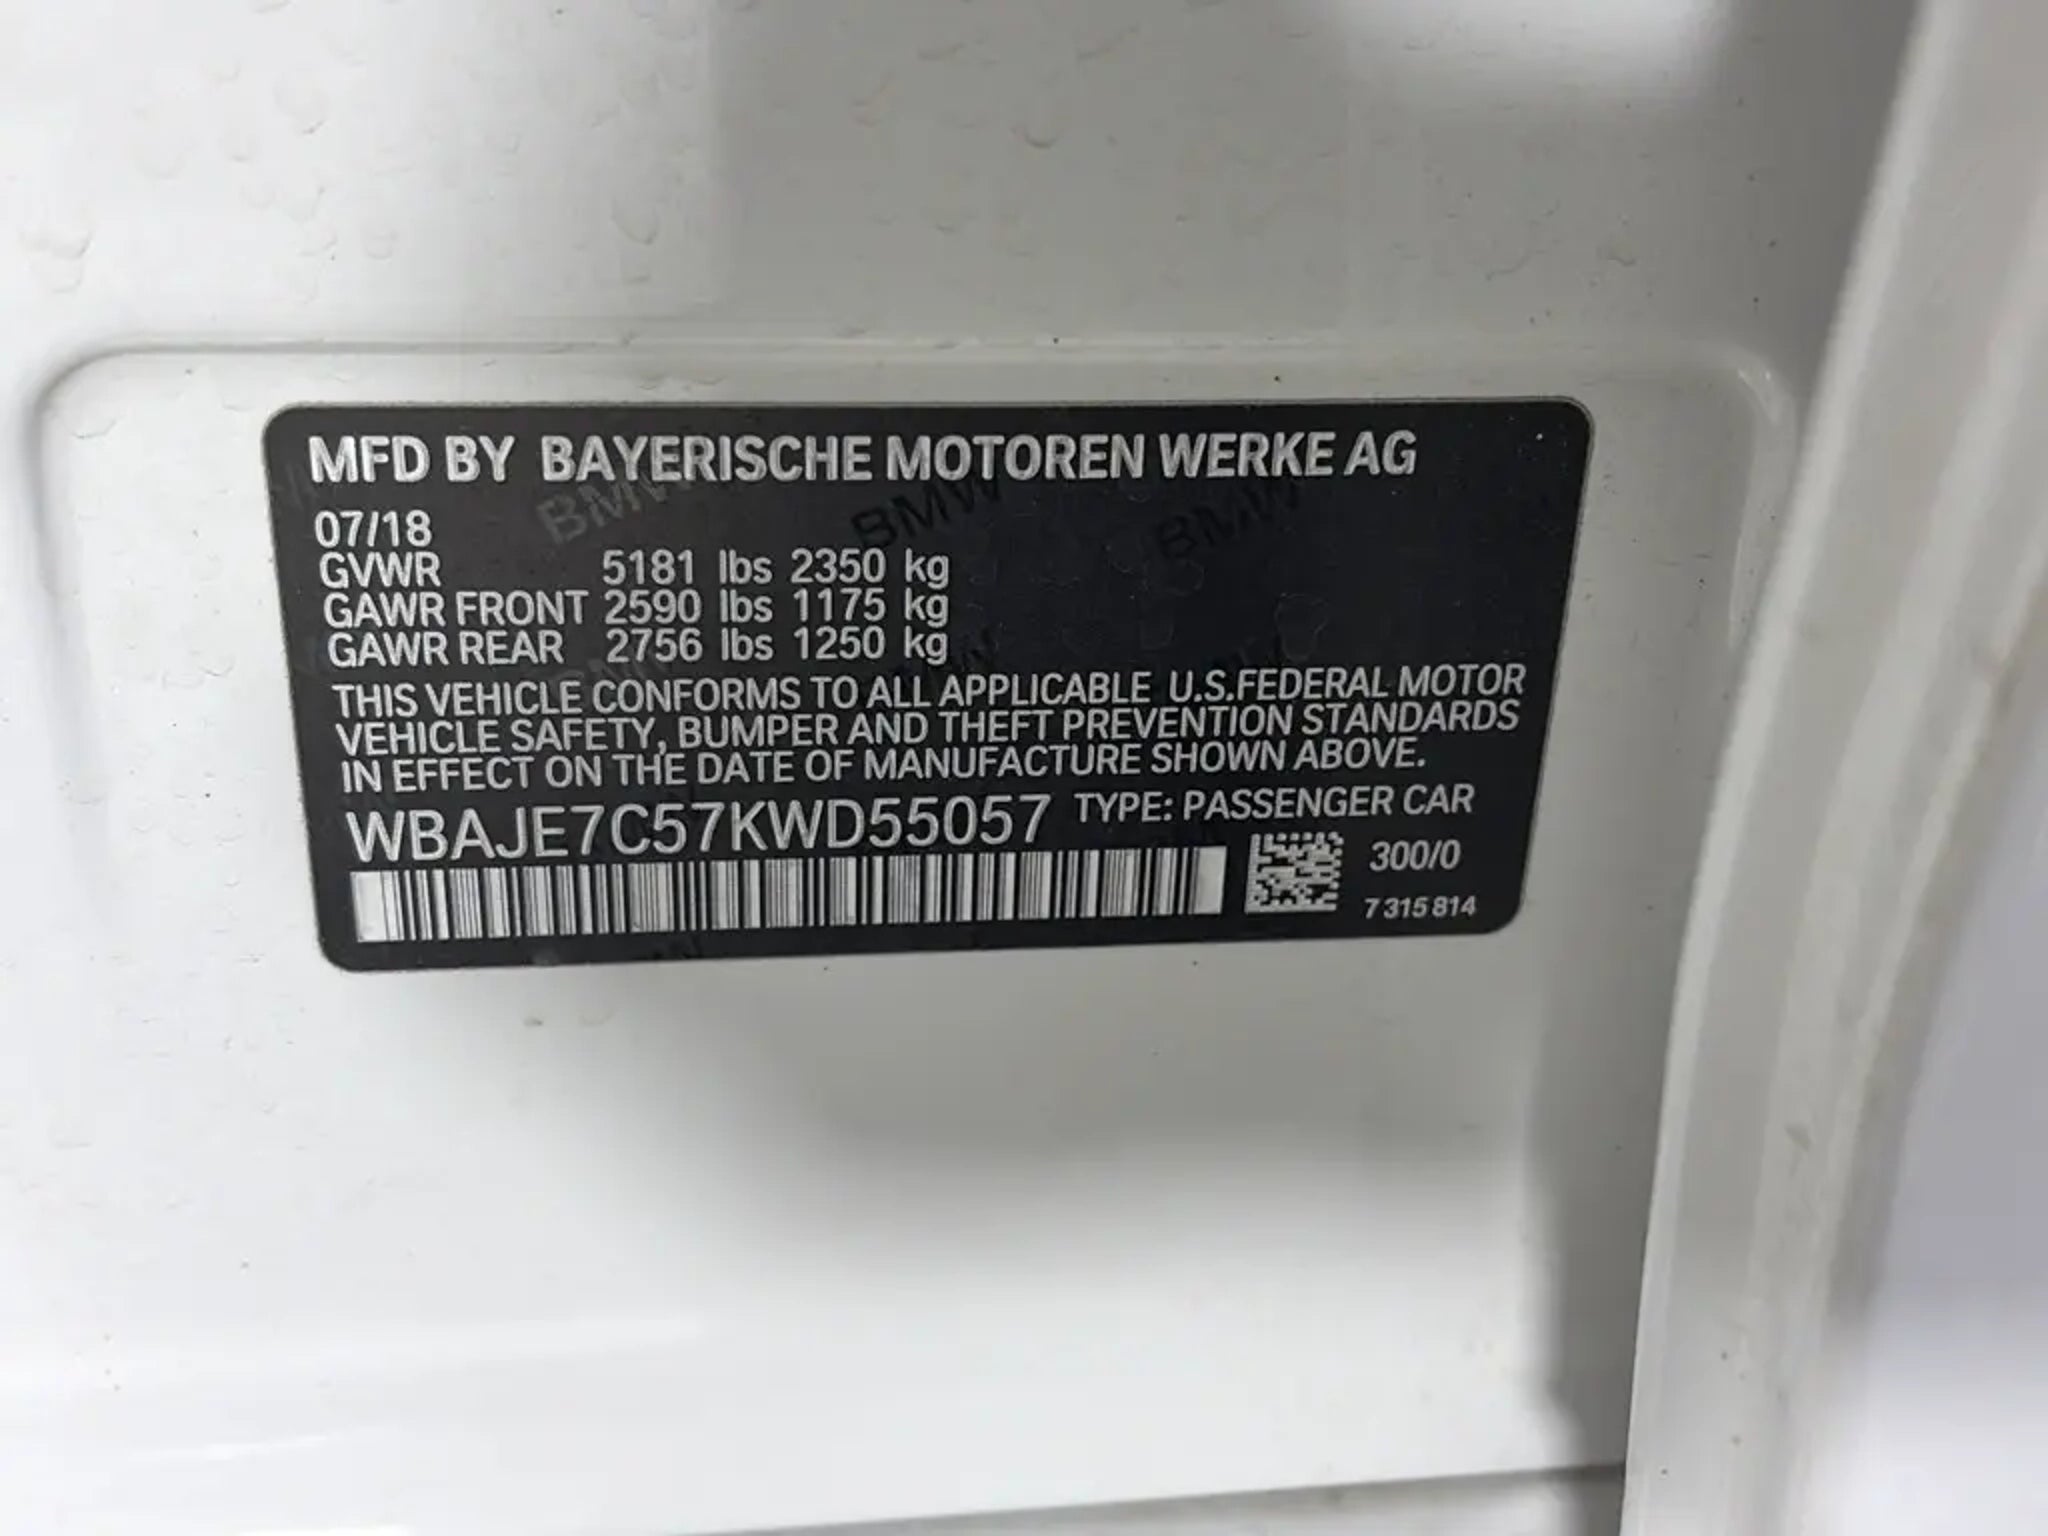 MFD BY BAYERISCHE MOTOREN WERKE AG
BMW BMW BMW
07/18
GVWR 5181 lbs 2350 kg
GAWR FRONT 2590 lbs 1175 kg
GAWR REAR 2756 lbs 1250 kg
THIS VEHICLE CONFORMS TO ALL APPLICABLE U.S.FEDERAL MOTOR
VEHICLE SAFETY, BUMPER AND THEFT PREVENTION STANDARDS
IN EFFECT ON THE DATE OF MANUFACTURE SHOWN ABOVE.
WBAJE7C57KWD55057 TYPE: PASSENGER CAR
300/0
7 315 814